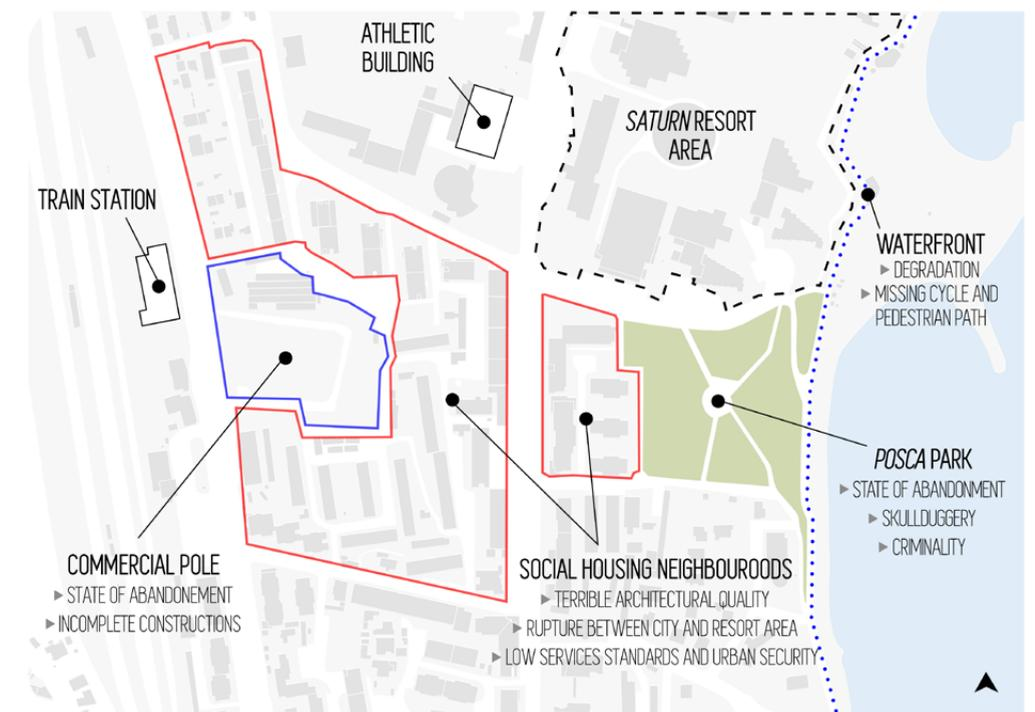 ATHLETIC
BUILDING
SATURN RESORT
AREA
TRAIN STATION
WATERFRONT
DEGRADATION
MISSING CYCLE AND
PEDESTRIAN PATH
POSCA PARK
STATE OF ABANDONMENT
SKULLDUGGERY
CRIMINALITY
COMMERCIAL POLE
STATE OF ABANDONEMENT
INCOMPLETE CONSTRUCTIONS
SOCIAL HOUSING NEIGHBOUROODS
TERRIBLE ARCHITECTURAL QUALITY
RUPTURE BETWEEN CITY AND RESORT AREA
LOW SERVICES STANDARDS AND URBAN SECURITY